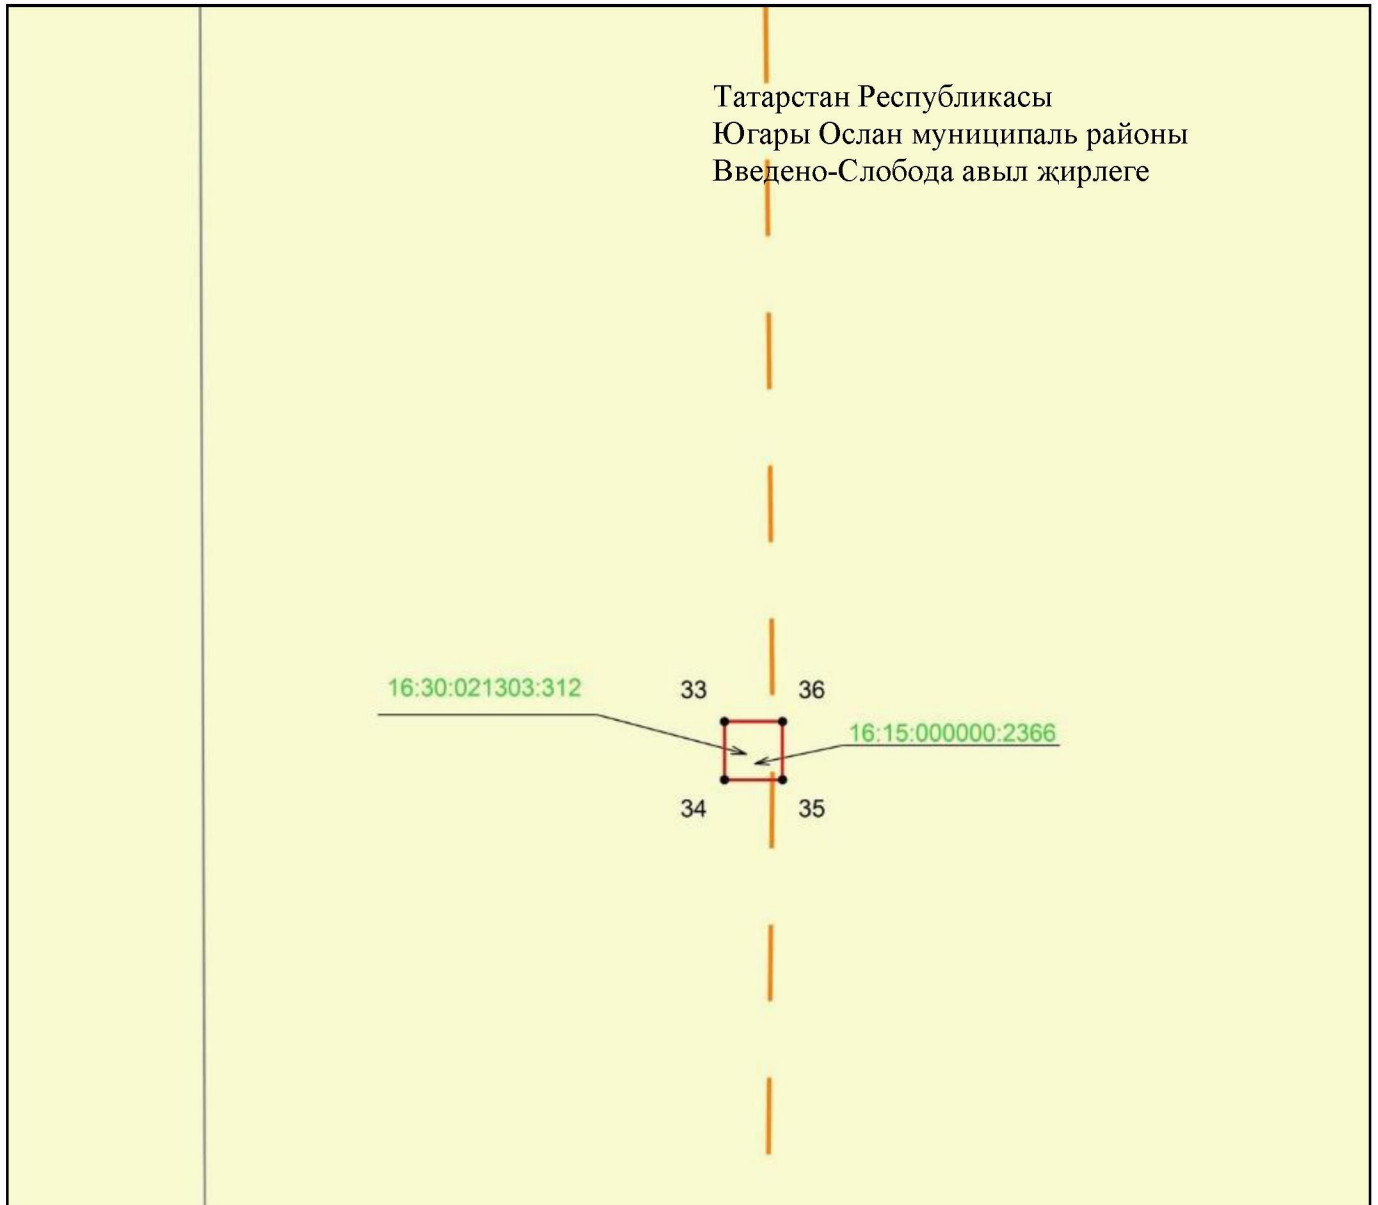 Татарстан Республикасы
Югары Ослан муниципаль районы
Введено-Слобода авыл җирлеге
16:30:021303:312
33
36
16:15:000000:2366
34
35